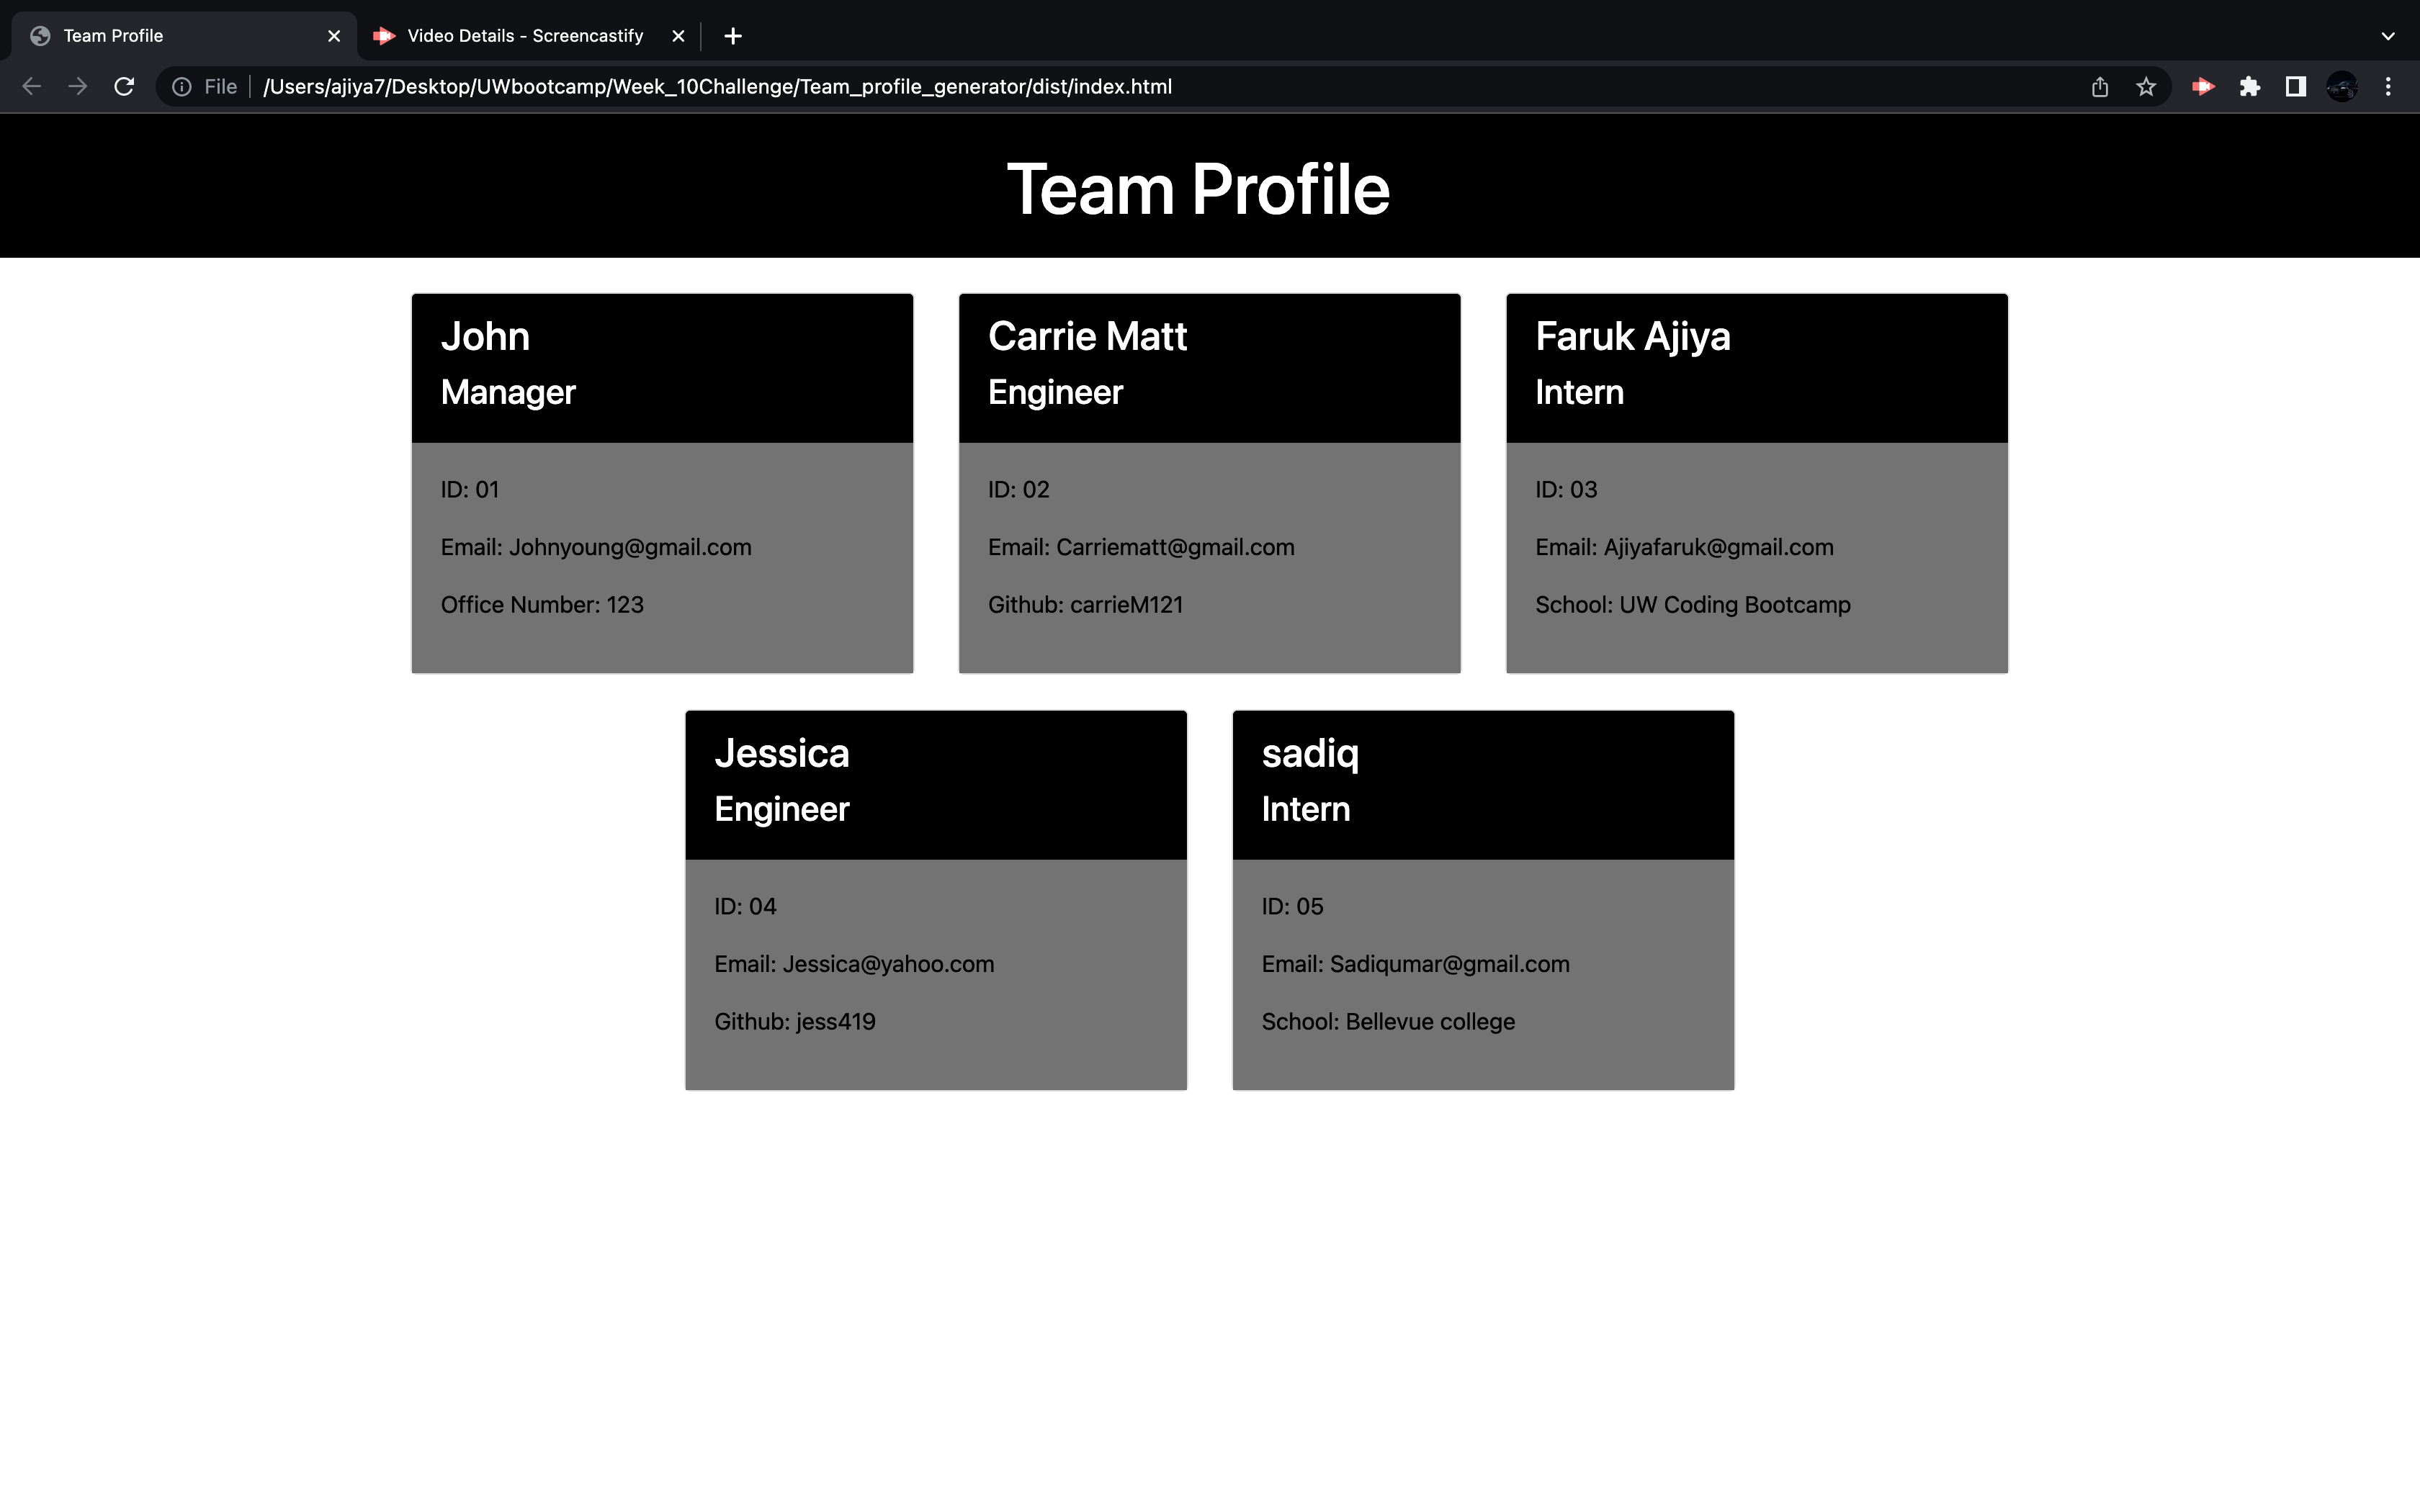 Team Profile
Video Details - Screencastify
File
/Users/ajiya7/Desktop/UWbootcamp/Week_10Challenge/Team_profile_generator/dist/index.html
Team Profile
John
Manager
ID: 01
Email: Johnyoung@gmail.com
Office Number: 123
Carrie Matt
Engineer
ID: 02
Email: Carriematt@gmail.com
Github: carrieM121
Faruk Ajiya
Intern
ID: 03
Email: Ajiyafaruk@gmail.com
School: UW Coding Bootcamp
Jessica
Engineer
ID: 04
Email: Jessica@yahoo.com
Github: jess419
sadiq
Intern
ID: 05
Email: Sadiqumar@gmail.com
School: Bellevue college